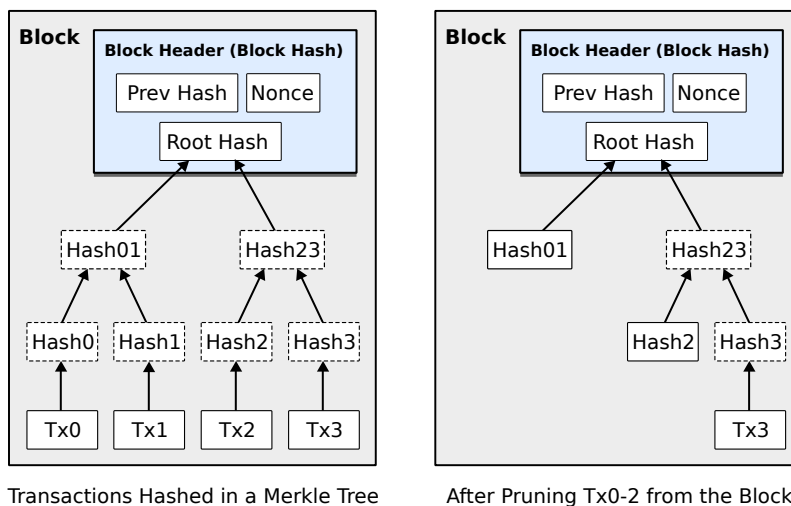 Block
Block Header (Block Hash)
Prev Hash
Nonce
Root Hash
Hash01
Hash23
Hash0
Hash1
Hash2
Hash3
Tx0
Tx1
Tx2
Tx3
Transactions Hashed in a Merkle Tree
Block
Block Header (Block Hash)
Prev Hash
Nonce
Root Hash
Hash01
Hash23
Hash2
Hash3
Tx3
After Pruning Tx0-2 from the Block